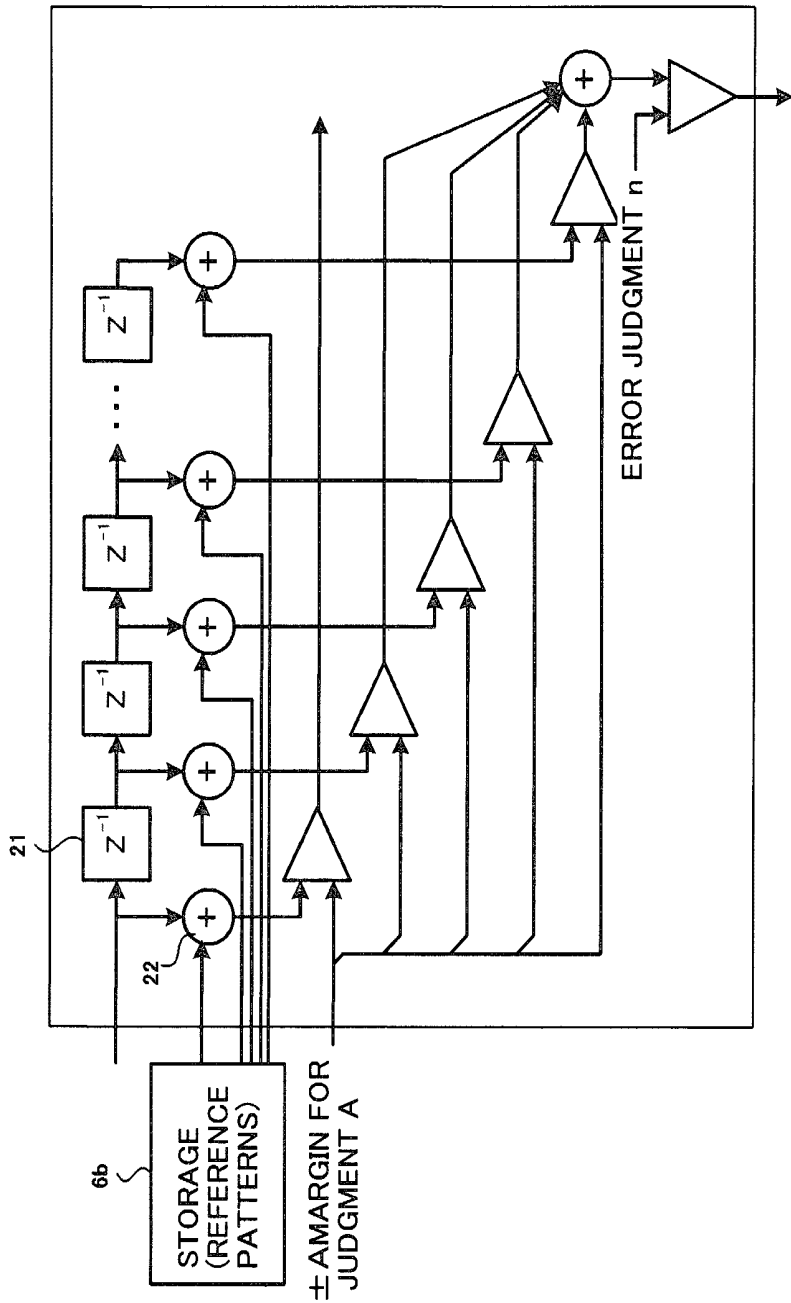 21
Z⁻¹
Z⁻¹
Z⁻¹
Z⁻¹
...
+
+
+
+
+
22
6b
STORAGE
(REFERENCE
PATTERNS)
± AMARGIN FOR
JUDGMENT A
+
ERROR JUDGMENT n